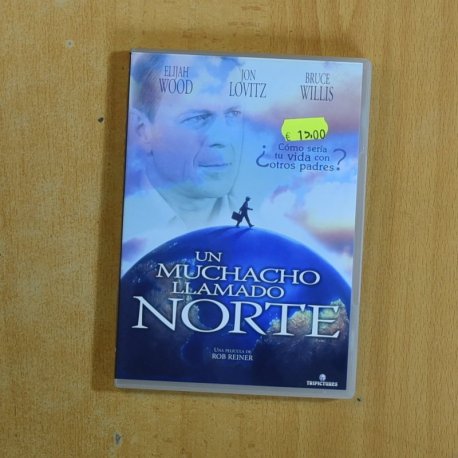 ELIJAH WOOD
JON LOVITZ
BRUCE WILLIS
€ 15,00
¿Cómo sería
tu vida con
otros padres?
UN
MUCHACHO
LLAMADO
NORTE
UNA PELÍCULA DE
ROB REINER
TRIPICTURES